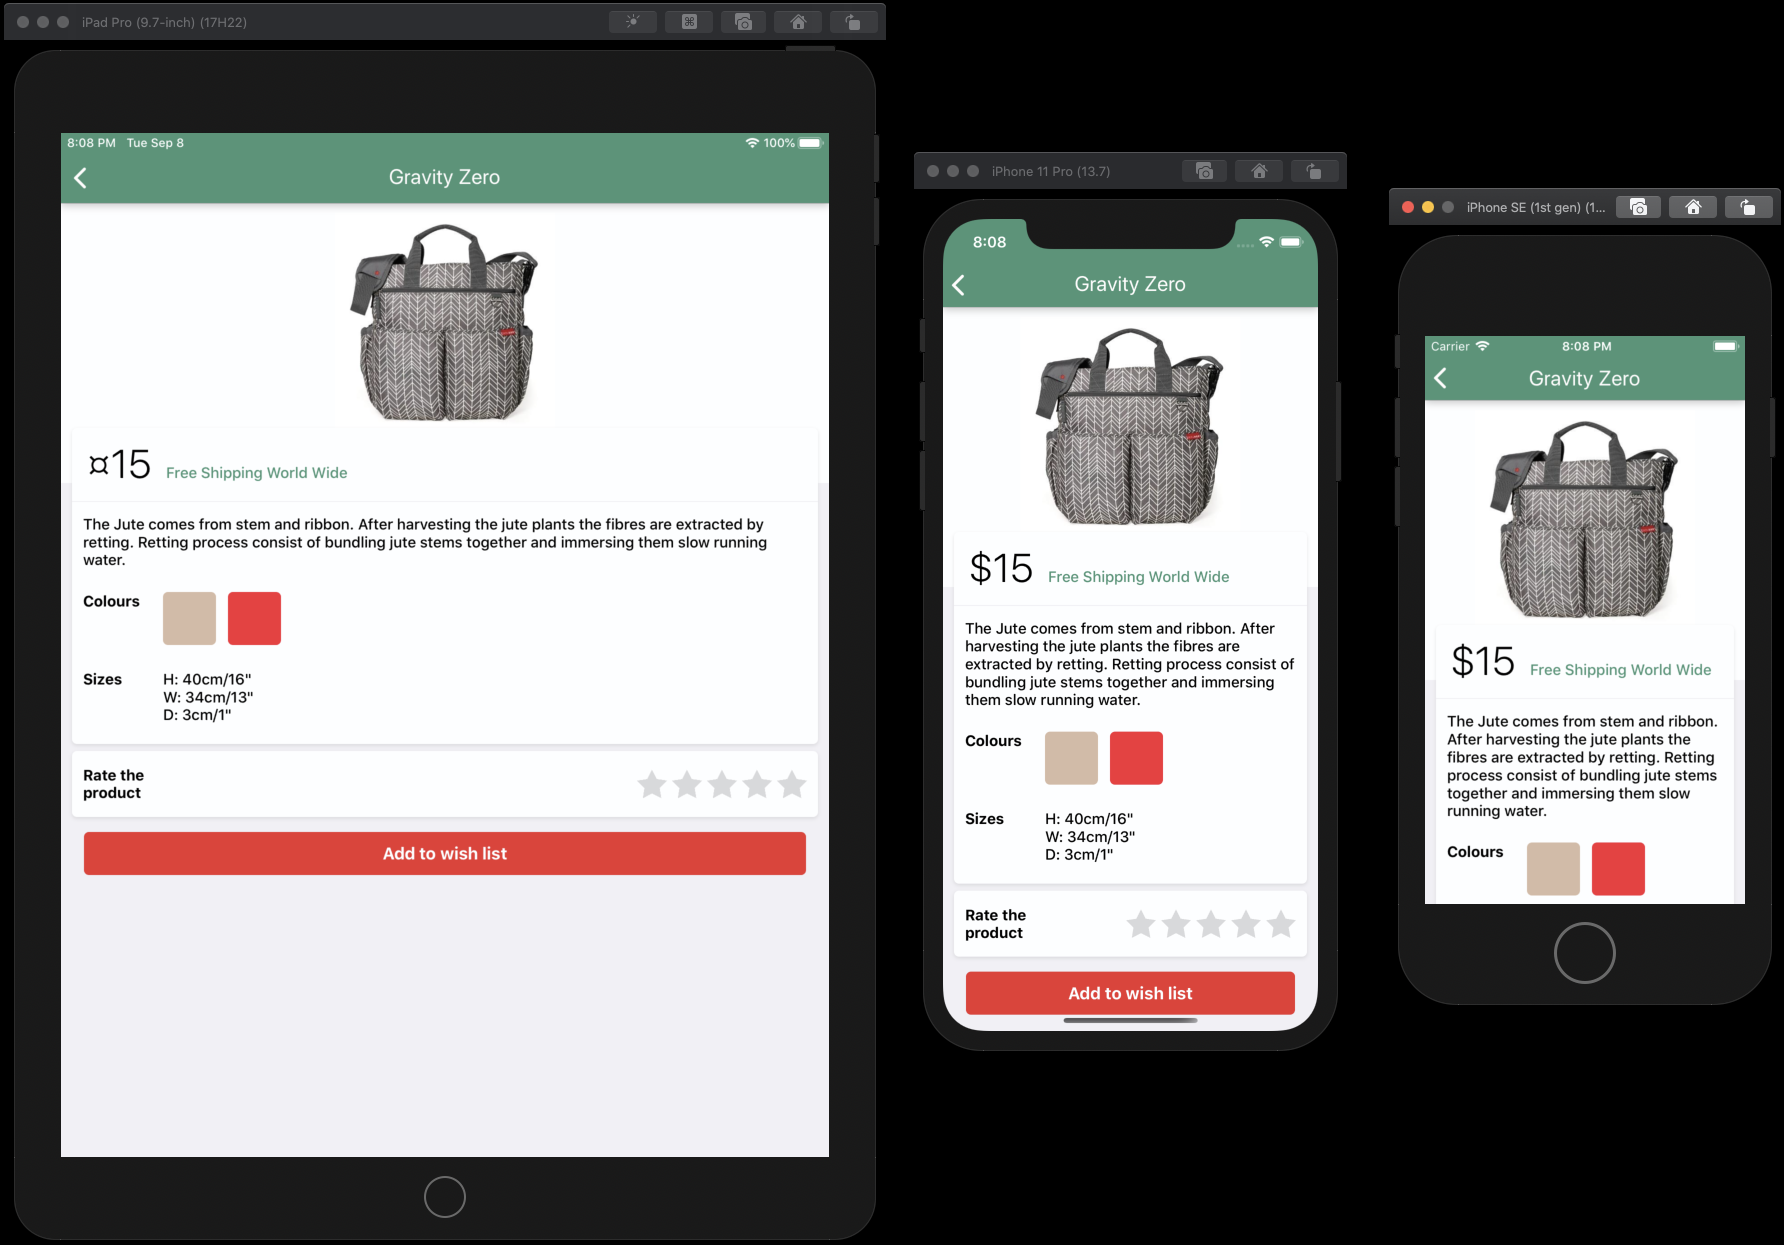 iPad Pro (9.7-inch) (17H22)
8:08 PM Tue Sep 8
100%
Gravity Zero
¤15 Free Shipping World Wide
The Jute comes from stem and ribbon. After harvesting the jute plants the fibres are extracted by
retting. Retting process consist of bundling jute stems together and immersing them slow running
water.
Colours
Sizes
H: 40cm/16"
W: 34cm/13"
D: 3cm/1"
Rate the
product
Add to wish list
iPhone 11 Pro (13.7)
8:08
Gravity Zero
$15 Free Shipping World Wide
The Jute comes from stem and ribbon. After
harvesting the jute plants the fibres are
extracted by retting. Retting process consist of
bundling jute stems together and immersing
them slow running water.
Colours
Sizes
H: 40cm/16"
W: 34cm/13"
D: 3cm/1"
Rate the
product
Add to wish list
iPhone SE (1st gen) (1...
Carrier
8:08 PM
Gravity Zero
$15 Free Shipping World Wide
The Jute comes from stem and ribbon.
After harvesting the jute plants the
fibres are extracted by retting. Retting
process consist of bundling jute stems
together and immersing them slow
running water.
Colours